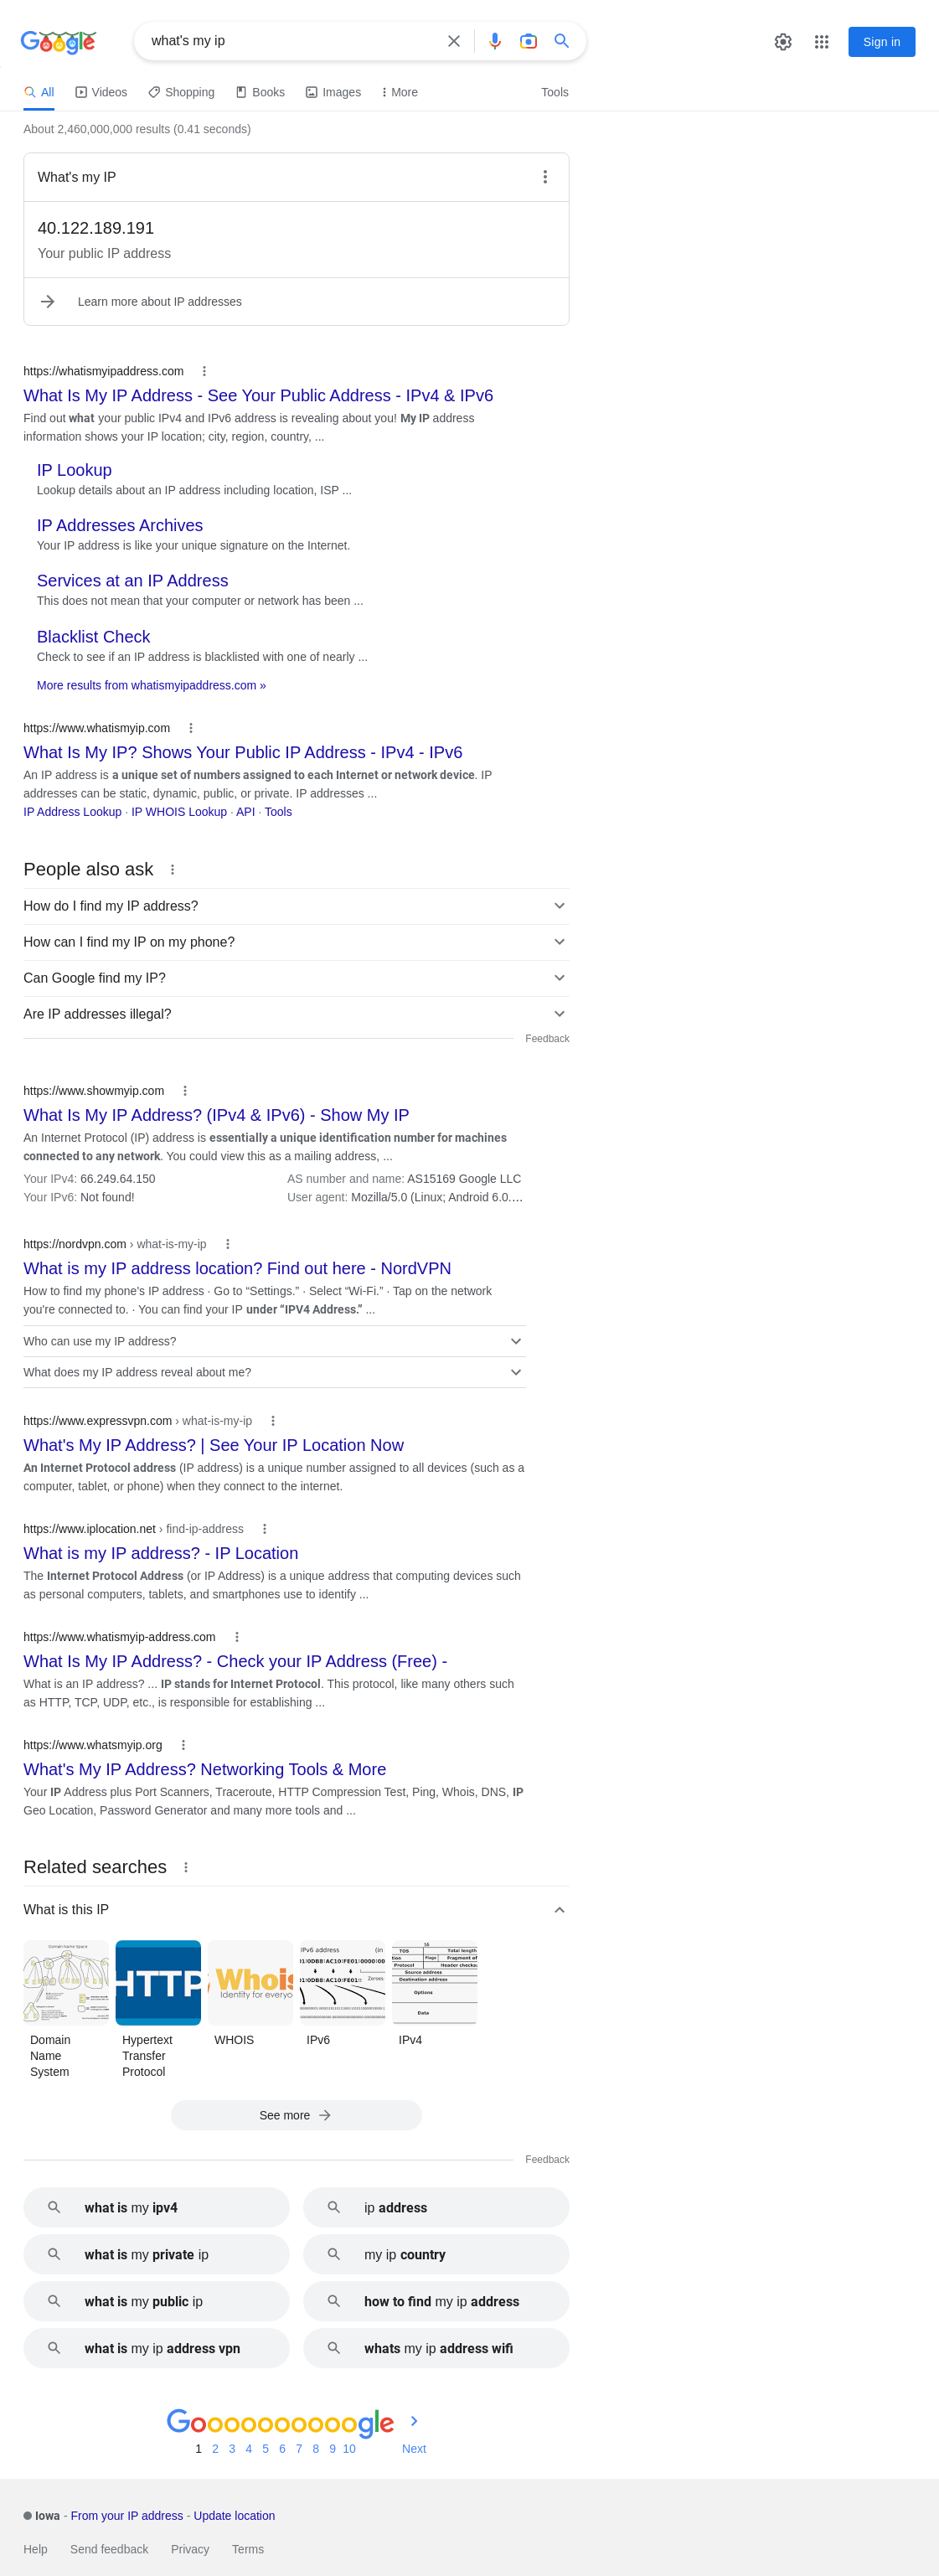 Google
what's my ip
Sign in
All
Videos
Shopping
Books
Images
More
Tools
About 2,460,000,000 results (0.41 seconds)
What's my IP
40.122.189.191
Your public IP address
Learn more about IP addresses
https://whatismyipaddress.com
What Is My IP Address - See Your Public Address - IPv4 & IPv6
Find out what your public IPv4 and IPv6 address is revealing about you! My IP address
information shows your IP location; city, region, country, ...
IP Lookup
Lookup details about an IP address including location, ISP ...
IP Addresses Archives
Your IP address is like your unique signature on the Internet.
Services at an IP Address
This does not mean that your computer or network has been ...
Blacklist Check
Check to see if an IP address is blacklisted with one of nearly ...
More results from whatismyipaddress.com »
https://www.whatismyip.com
What Is My IP? Shows Your Public IP Address - IPv4 - IPv6
An IP address is a unique set of numbers assigned to each Internet or network device. IP
addresses can be static, dynamic, public, or private. IP addresses ...
IP Address Lookup · IP WHOIS Lookup · API · Tools
People also ask
How do I find my IP address?
How can I find my IP on my phone?
Can Google find my IP?
Are IP addresses illegal?
Feedback
https://www.showmyip.com
What Is My IP Address? (IPv4 & IPv6) - Show My IP
An Internet Protocol (IP) address is essentially a unique identification number for machines
connected to any network. You could view this as a mailing address, ...
Your IPv4: 66.249.64.150
AS number and name: AS15169 Google LLC
Your IPv6: Not found!
User agent: Mozilla/5.0 (Linux; Android 6.0....
https://nordvpn.com › what-is-my-ip
What is my IP address location? Find out here - NordVPN
How to find my phone's IP address · Go to “Settings.” · Select “Wi-Fi.” · Tap on the network
you're connected to. · You can find your IP under “IPV4 Address.” ...
Who can use my IP address?
What does my IP address reveal about me?
https://www.expressvpn.com › what-is-my-ip
What's My IP Address? | See Your IP Location Now
An Internet Protocol address (IP address) is a unique number assigned to all devices (such as a
computer, tablet, or phone) when they connect to the internet.
https://www.iplocation.net › find-ip-address
What is my IP address? - IP Location
The Internet Protocol Address (or IP Address) is a unique address that computing devices such
as personal computers, tablets, and smartphones use to identify ...
https://www.whatismyip-address.com
What Is My IP Address? - Check your IP Address (Free) -
What is an IP address? ... IP stands for Internet Protocol. This protocol, like many others such
as HTTP, TCP, UDP, etc., is responsible for establishing ...
https://www.whatsmyip.org
What's My IP Address? Networking Tools & More
Your IP Address plus Port Scanners, Traceroute, HTTP Compression Test, Ping, Whois, DNS, IP
Geo Location, Password Generator and many more tools and ...
Related searches
What is this IP
Domain Name Space
HTTP
Whois
Identity for everyo
IPv6 address (in
Zeroes
16
TOS Total length
tion Flags Fragment of
Protocol Header checks
Source address
Destination address
Options
Data
Domain
Name
System
Hypertext
Transfer
Protocol
WHOIS
IPv6
IPv4
See more
Feedback
what is my ipv4
ip address
what is my private ip
my ip country
what is my public ip
how to find my ip address
what is my ip address vpn
whats my ip address wifi
Goooooooooogle
1 2 3 4 5 6 7 8 9 10 Next
Iowa - From your IP address - Update location
Help Send feedback Privacy Terms